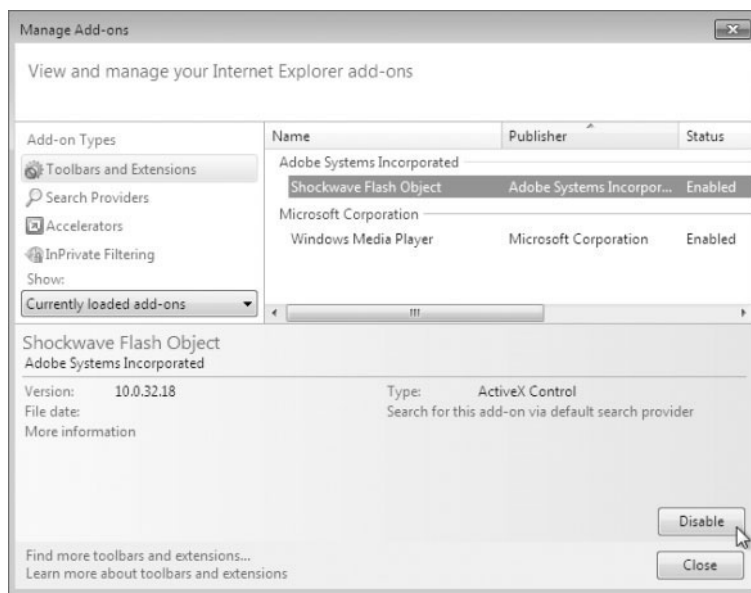 Manage Add-ons
View and manage your Internet Explorer add-ons
Add-on Types
Toolbars and Extensions
Search Providers
Accelerators
InPrivate Filtering
Show:
Currently loaded add-ons
Name Publisher Status
Adobe Systems Incorporated
Shockwave Flash Object Adobe Systems Incorpor... Enabled
Microsoft Corporation
Windows Media Player Microsoft Corporation Enabled
Shockwave Flash Object
Adobe Systems Incorporated
Version: 10.0.32.18 Type: ActiveX Control
File date: Search for this add-on via default search provider
More information
Disable
Find more toolbars and extensions...
Learn more about toolbars and extensions
Close